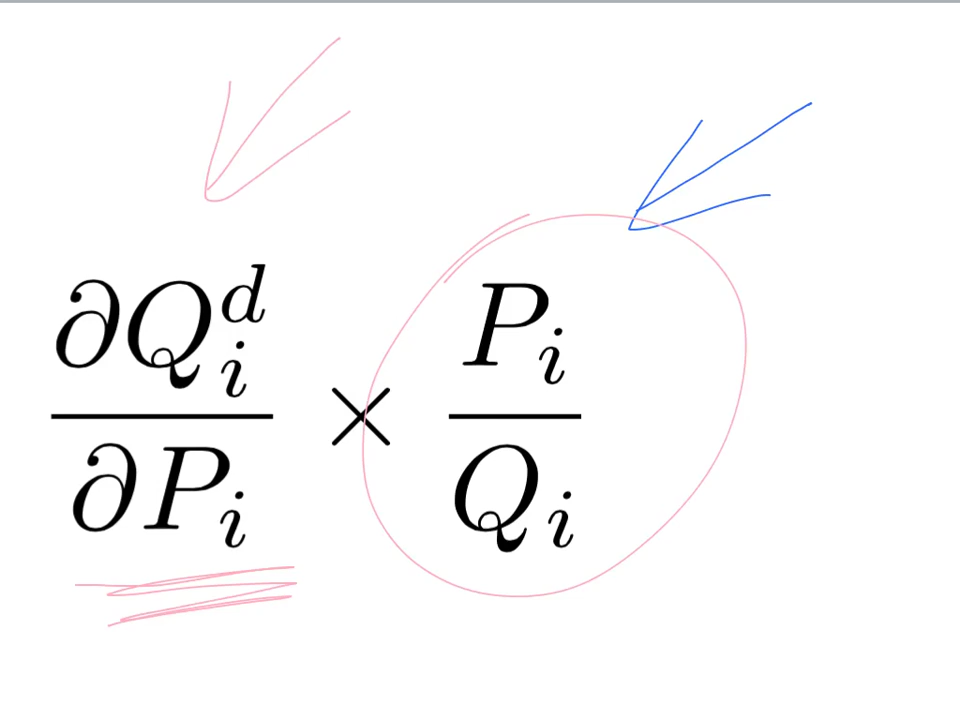 ∂Q_i^d / ∂P_i × P_i / Q_i